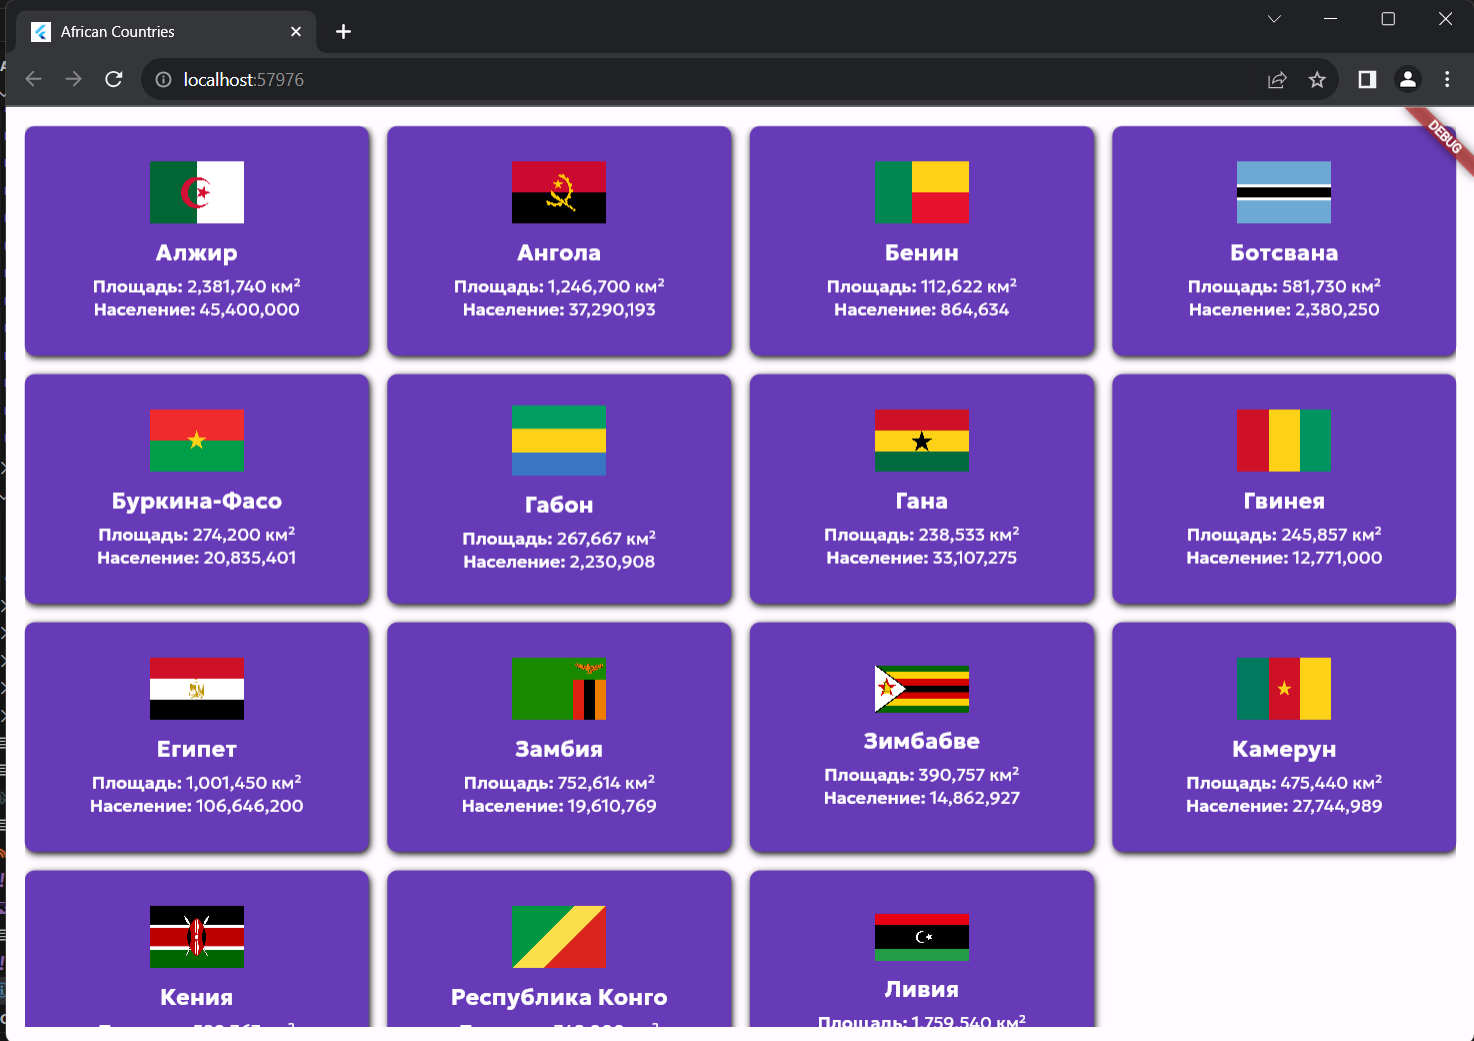 African Countries
localhost:57976
DEBUG
Алжир
Площадь: 2,381,740 км²
Население: 45,400,000
Ангола
Площадь: 1,246,700 км²
Население: 37,290,193
Бенин
Площадь: 112,622 км²
Население: 864,634
Ботсвана
Площадь: 581,730 км²
Население: 2,380,250
Буркина-Фасо
Площадь: 274,200 км²
Население: 20,835,401
Габон
Площадь: 267,667 км²
Население: 2,230,908
Гана
Площадь: 238,533 км²
Население: 33,107,275
Гвинея
Площадь: 245,857 км²
Население: 12,771,000
Египет
Площадь: 1,001,450 км²
Население: 106,646,200
Замбия
Площадь: 752,614 км²
Население: 19,610,769
Зимбабве
Площадь: 390,757 км²
Население: 14,862,927
Камерун
Площадь: 475,440 км²
Население: 27,744,989
Кения
Республика Конго
Ливия
Площадь: 1,759,540 км²